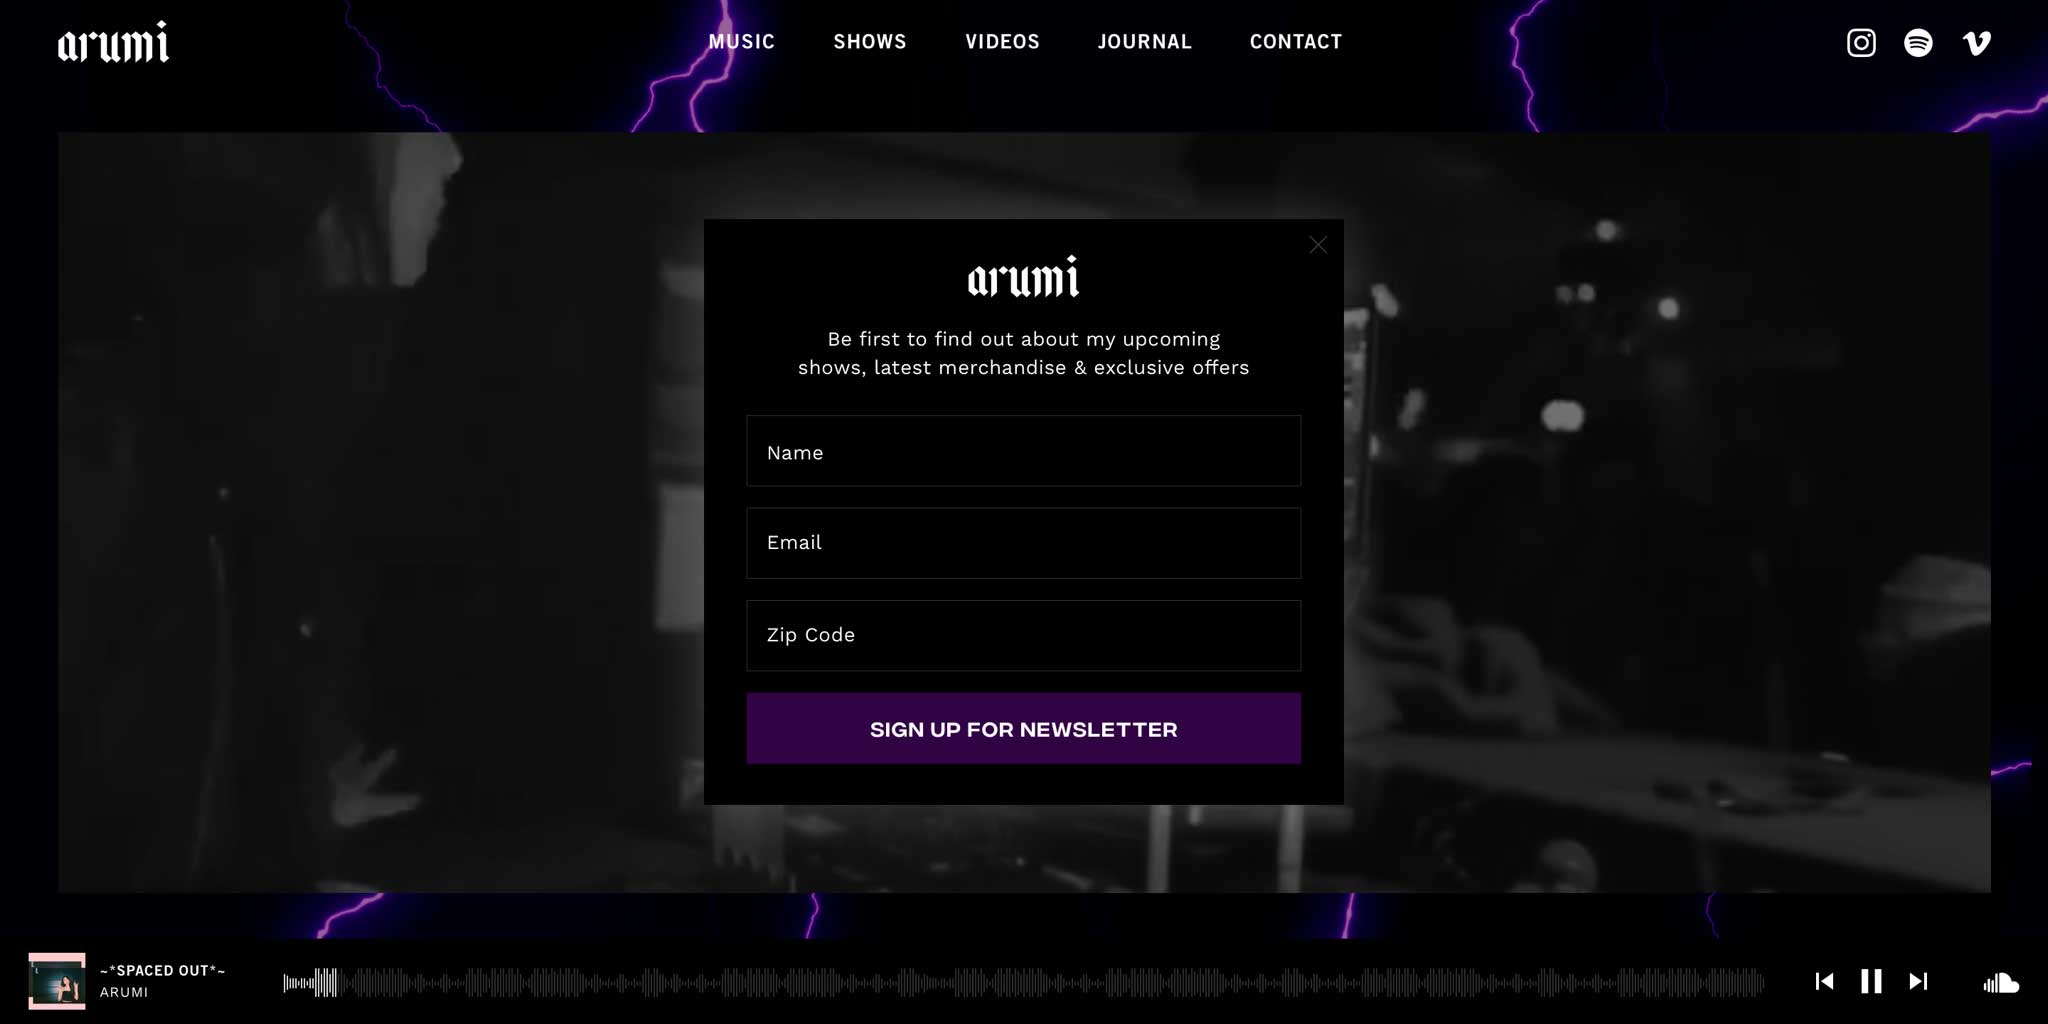 arumi
MUSIC SHOWS VIDEOS JOURNAL CONTACT
arumi
Be first to find out about my upcoming
shows, latest merchandise & exclusive offers
Name
Email
Zip Code
SIGN UP FOR NEWSLETTER
~*SPACED OUT*~
ARUMI